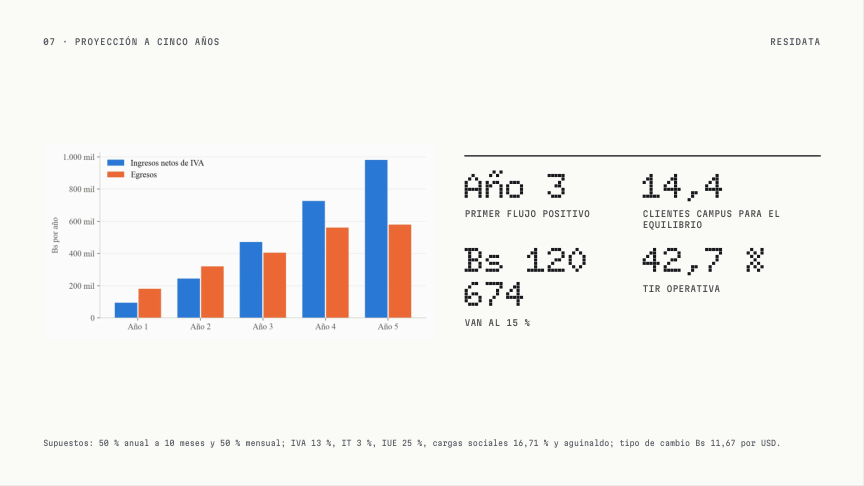 07 · PROYECCIÓN A CINCO AÑOS
RESIDATA
1.000 mil
800 mil
600 mil
400 mil
200 mil
0
Bs por año
Ingresos netos de IVA
Egresos
Año 1
Año 2
Año 3
Año 4
Año 5
Año 3
PRIMER FLUJO POSITIVO
14,4
CLIENTES CAMPUS PARA EL
EQUILIBRIO
Bs 120
674
VAN AL 15 %
42,7 %
TIR OPERATIVA
Supuestos: 50 % anual a 10 meses y 50 % mensual; IVA 13 %, IT 3 %, IUE 25 %, cargas sociales 16,71 % y aguinaldo; tipo de cambio Bs 11,67 por USD.